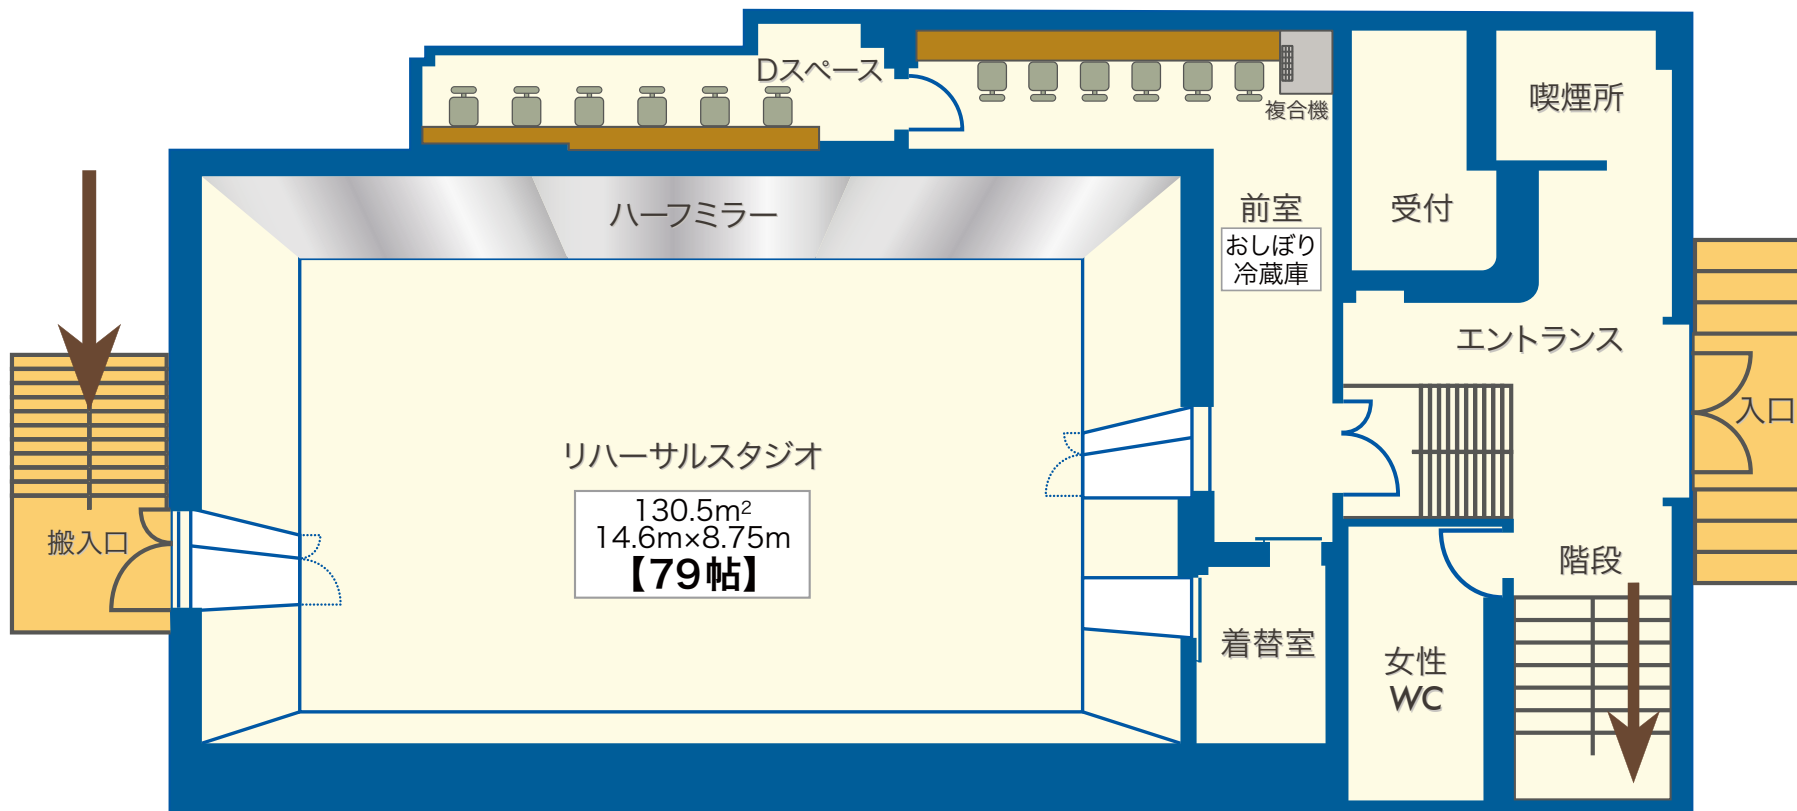 Dスペース
複合機
喫煙所
ハーフミラー
前室
おしぼり
冷蔵庫
受付
エントランス
入口
リハーサルスタジオ
130.5m²
14.6m×8.75m
【79帖】
搬入口
階段
着替室
女性
WC